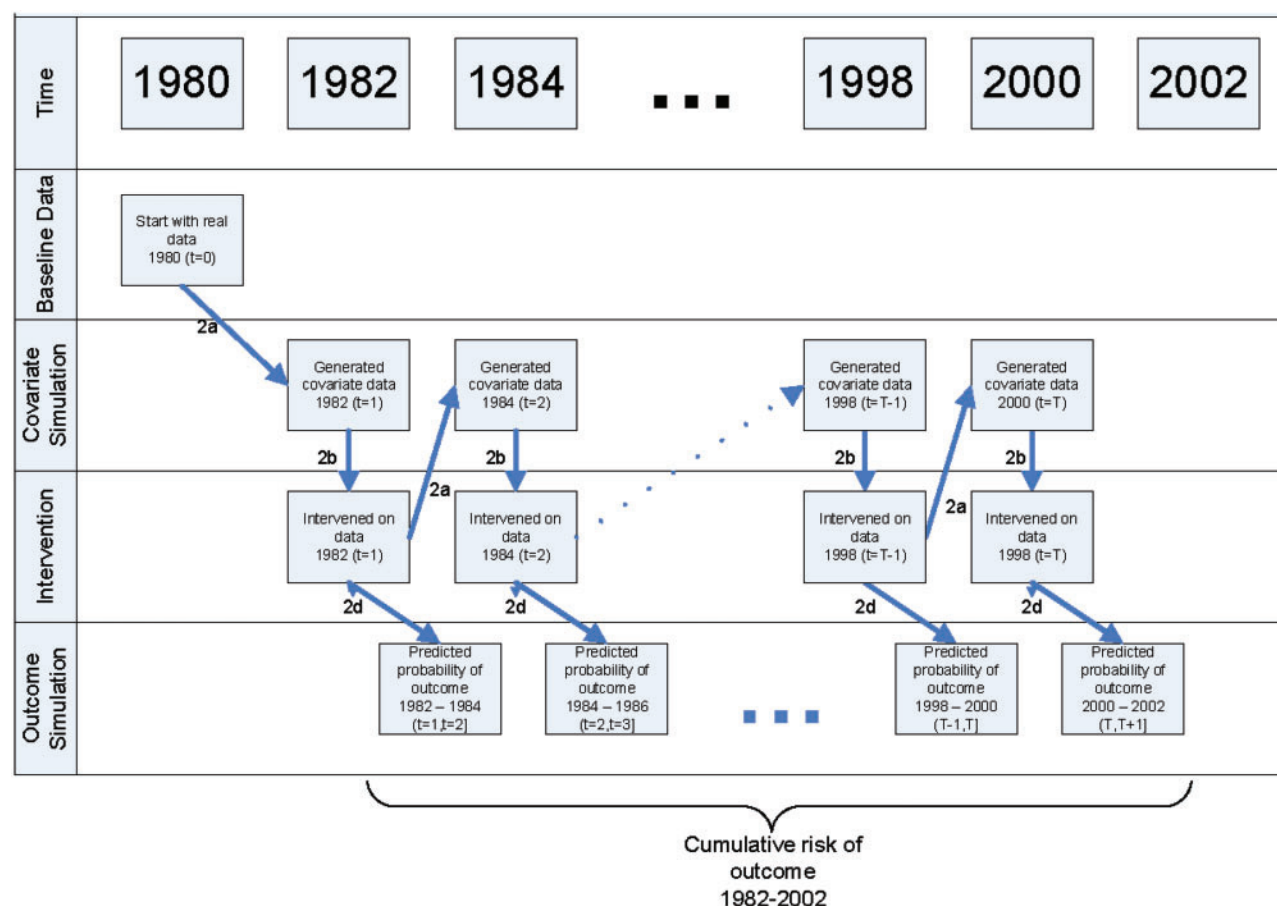 Time
1980
1982
1984
1998
2000
2002
Baseline Data
Start with real
data
1980 (t=0)
2a
Covariate
Simulation
Generated
covariate data
1982 (t=1)
Generated
covariate data
1984 (t=2)
Generated
covariate data
1998 (t=T-1)
Generated
covariate data
2000 (t=T)
2b
2b
2b
2b
2a
2a
Intervention
Intervened on
data
1982 (t=1)
Intervened on
data
1984 (t=2)
Intervened on
data
1998 (t=T-1)
Intervened on
data
1998 (t=T)
2d
2d
2d
2d
Outcome
Simulation
Predicted
probability of
outcome
1982 – 1984
(t=1,t=2]
Predicted
probability of
outcome
1984 – 1986
(t=2,t=3]
Predicted
probability of
outcome
1998 – 2000
(T-1,T]
Predicted
probability of
outcome
2000 – 2002
(T,T+1]
Cumulative risk of
outcome
1982-2002